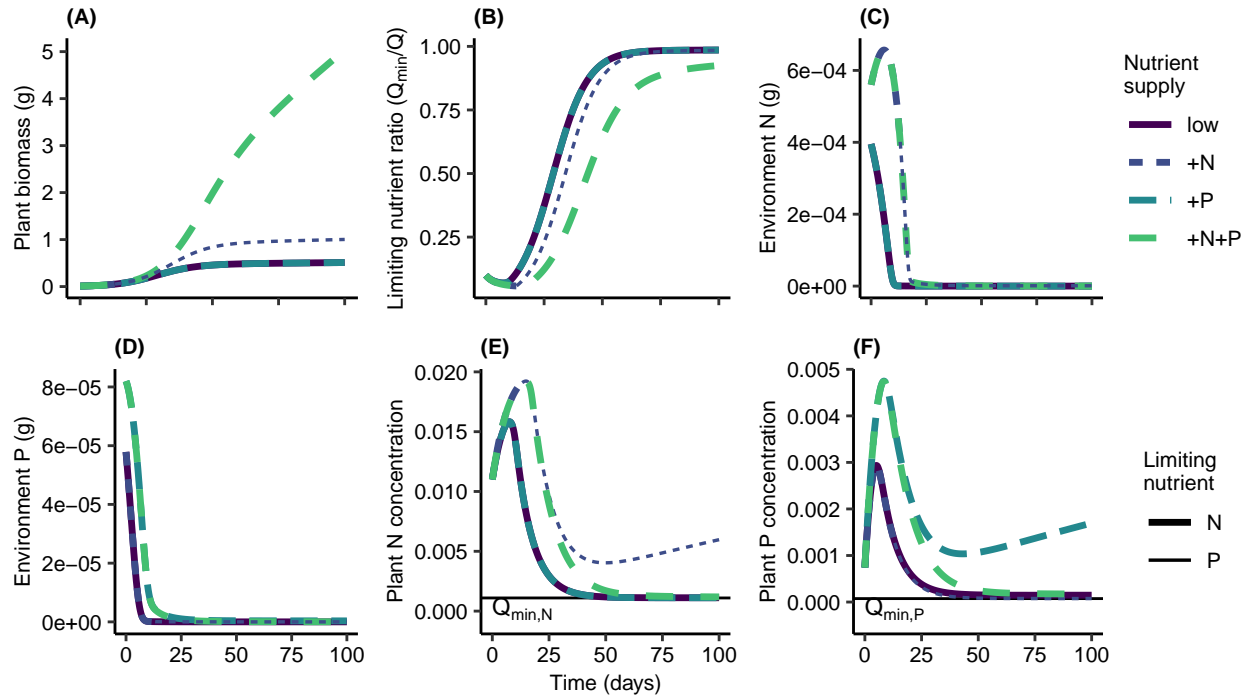 (A)
Plant biomass (g)
5
4
3
2
1
0
(B)
Limiting nutrient ratio (Qmin/Q)
1.00
0.75
0.50
0.25
(C)
Environment N (g)
6e−04
4e−04
2e−04
0e+00
Nutrient
supply
low
+N
+P
+N+P
(D)
Environment P (g)
8e−05
6e−05
4e−05
2e−05
0e+00
0 25 50 75 100
(E)
Plant N concentration
0.020
0.015
0.010
0.005
0.000
Qmin,N
0 25 50 75 100
Time (days)
(F)
Plant P concentration
0.005
0.004
0.003
0.002
0.001
0.000
Qmin,P
0 25 50 75 100
Limiting
nutrient
N
P